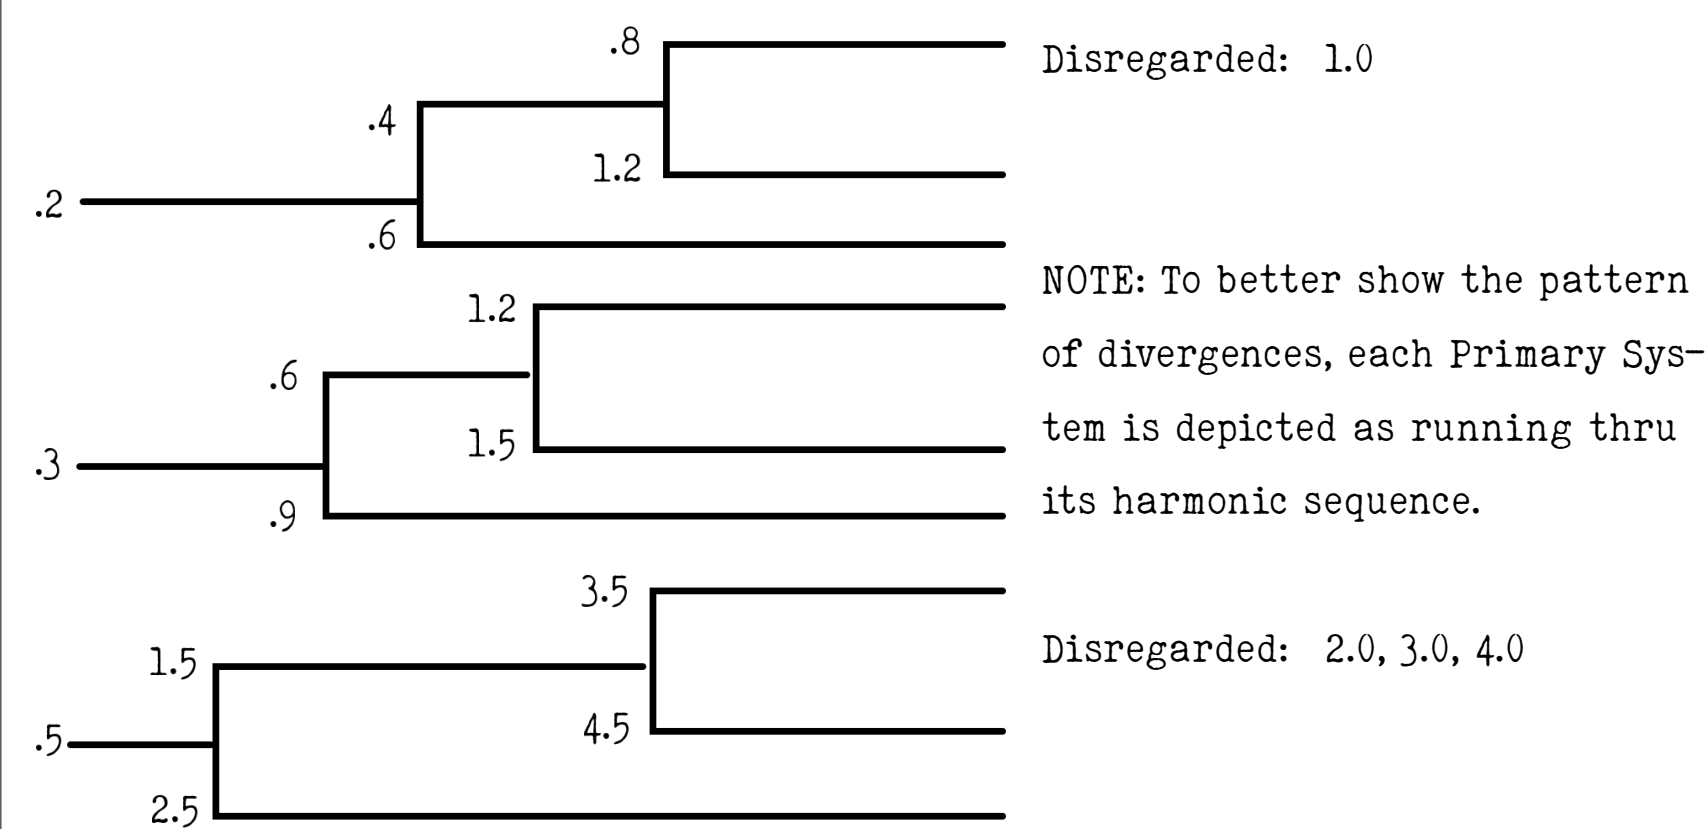 .8
Disregarded: 1.0
.4
1.2
.2
.6
NOTE: To better show the pattern
1.2
of divergences, each Primary Sys-
.6
tem is depicted as running thru
1.5
.3
its harmonic sequence.
.9
3.5
Disregarded: 2.0, 3.0, 4.0
1.5
4.5
.5
2.5